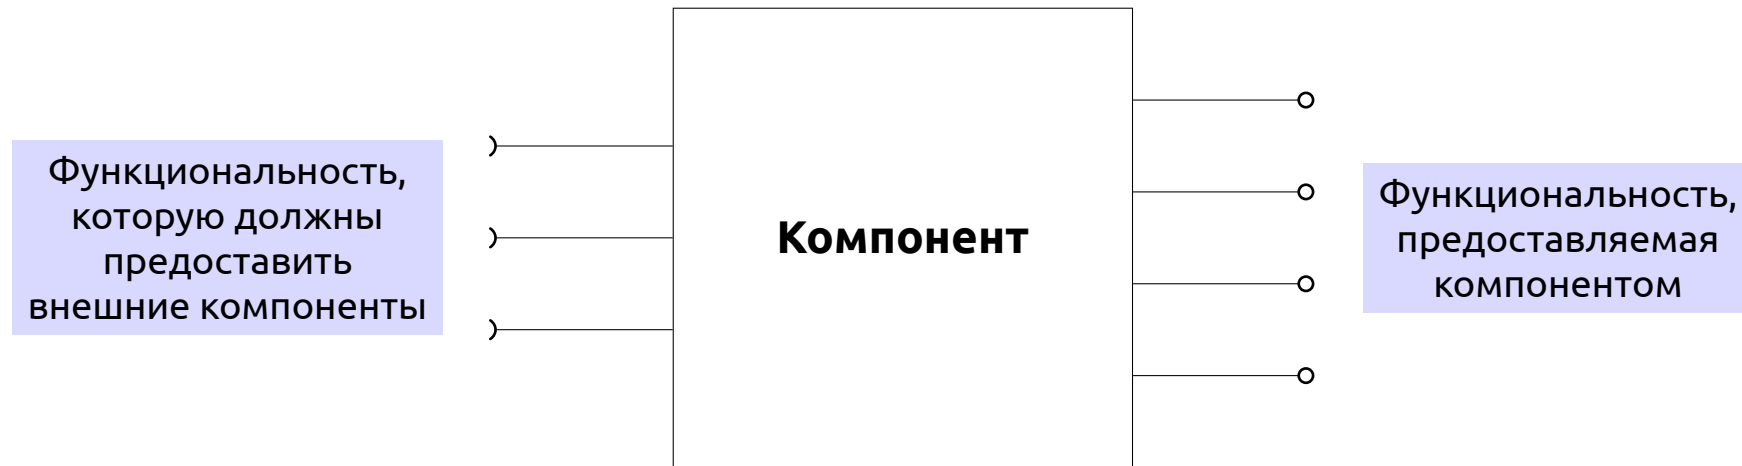 Функциональность,
которую должны
предоставить
внешние компоненты
Компонент
Функциональность,
предоставляемая
компонентом